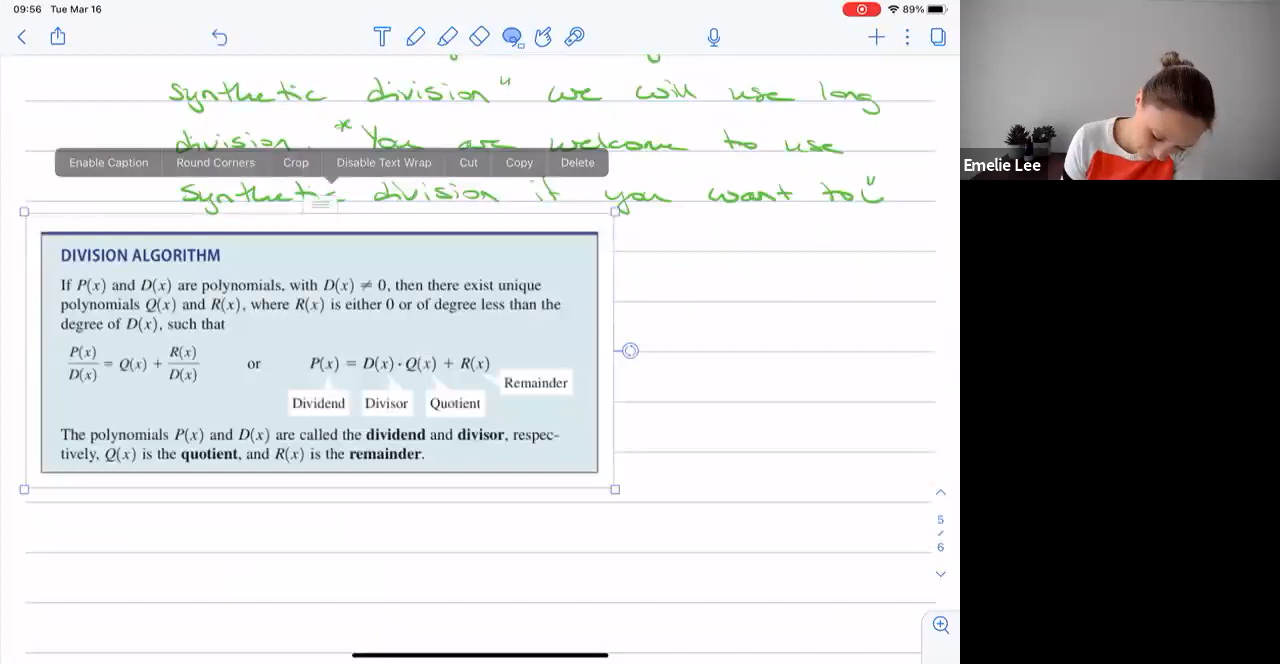 09:56 Tue Mar 16
89%
synthetic division" we will use long
division. * You are welcome to use
Enable Caption Round Corners Crop Disable Text Wrap Cut Copy Delete
synthetic division if you want to
DIVISION ALGORITHM
If P(x) and D(x) are polynomials, with D(x) ≠ 0, then there exist unique
polynomials Q(x) and R(x), where R(x) is either 0 or of degree less than the
degree of D(x), such that
P(x)/D(x) = Q(x) + R(x)/D(x) or P(x) = D(x) · Q(x) + R(x)
Remainder
Dividend Divisor Quotient
The polynomials P(x) and D(x) are called the dividend and divisor, respec-
tively, Q(x) is the quotient, and R(x) is the remainder.
5
/
6
Emelie Lee